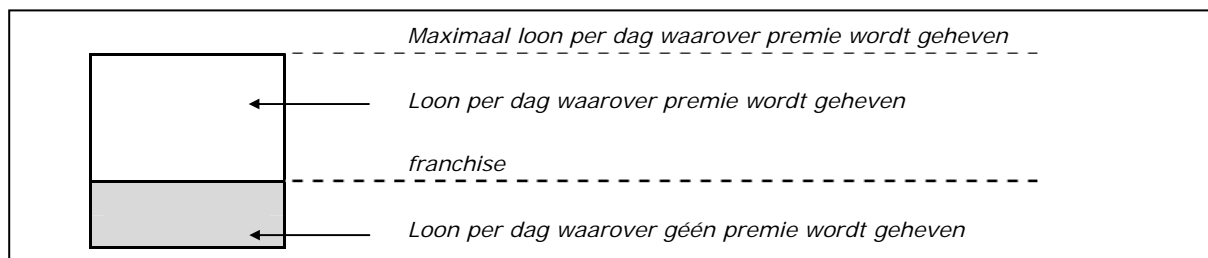 Maximaal loon per dag waarover premie wordt geheven
Loon per dag waarover premie wordt geheven
franchise
Loon per dag waarover géén premie wordt geheven